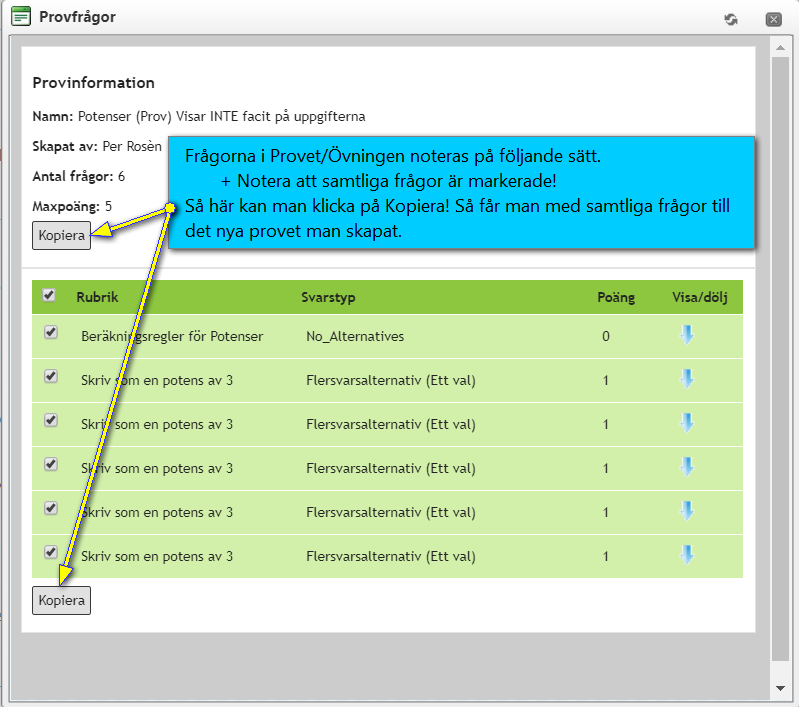 Provfrågor
Provinformation
Namn: Potenser (Prov) Visar INTE facit på uppgifterna
Skapat av: Per Rosèn
Antal frågor: 6
Maxpoäng: 5
Kopiera
Frågorna i Provet/Övningen noteras på följande sätt.
+ Notera att samtliga frågor är markerade!
Så här kan man klicka på Kopiera! Så får man med samtliga frågor till
det nya provet man skapat.
Rubrik Svarstyp Poäng Visa/dölj
Beräkningsregler för Potenser No_Alternatives 0
Skriv som en potens av 3 Flersvarsalternativ (Ett val) 1
Skriv som en potens av 3 Flersvarsalternativ (Ett val) 1
Skriv som en potens av 3 Flersvarsalternativ (Ett val) 1
Skriv som en potens av 3 Flersvarsalternativ (Ett val) 1
Skriv som en potens av 3 Flersvarsalternativ (Ett val) 1
Kopiera